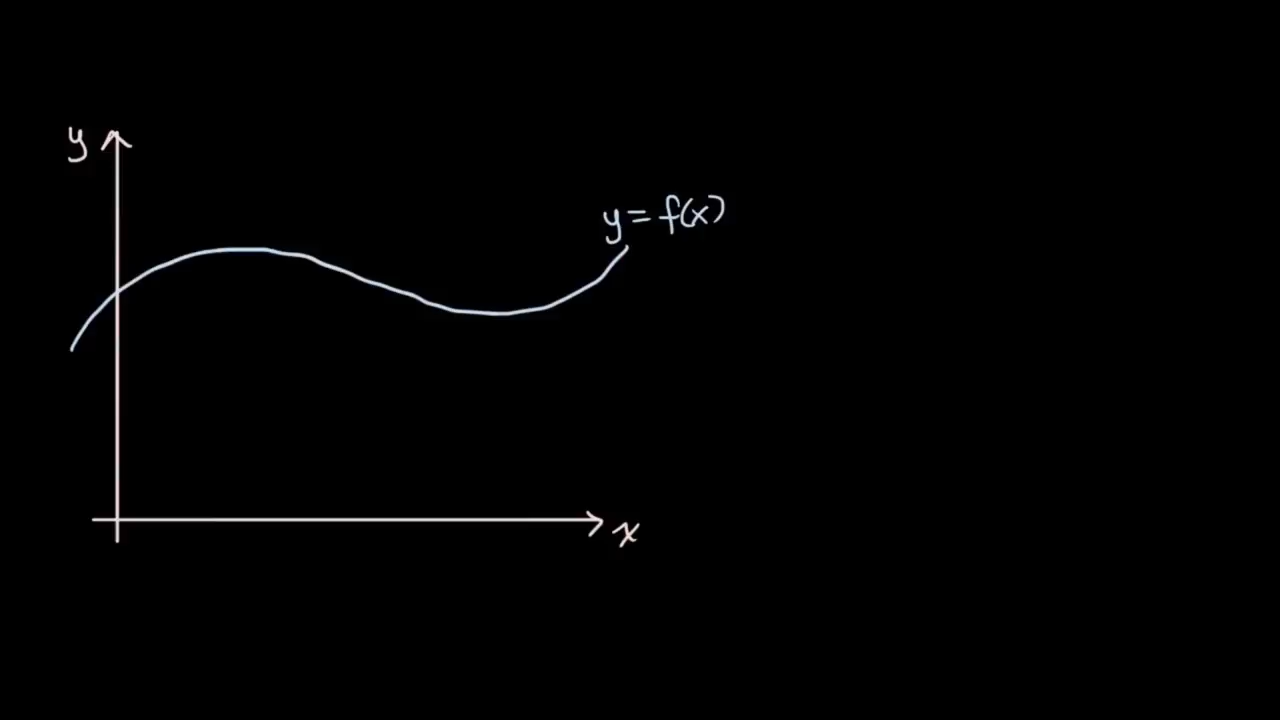 y
y = f(x)
x